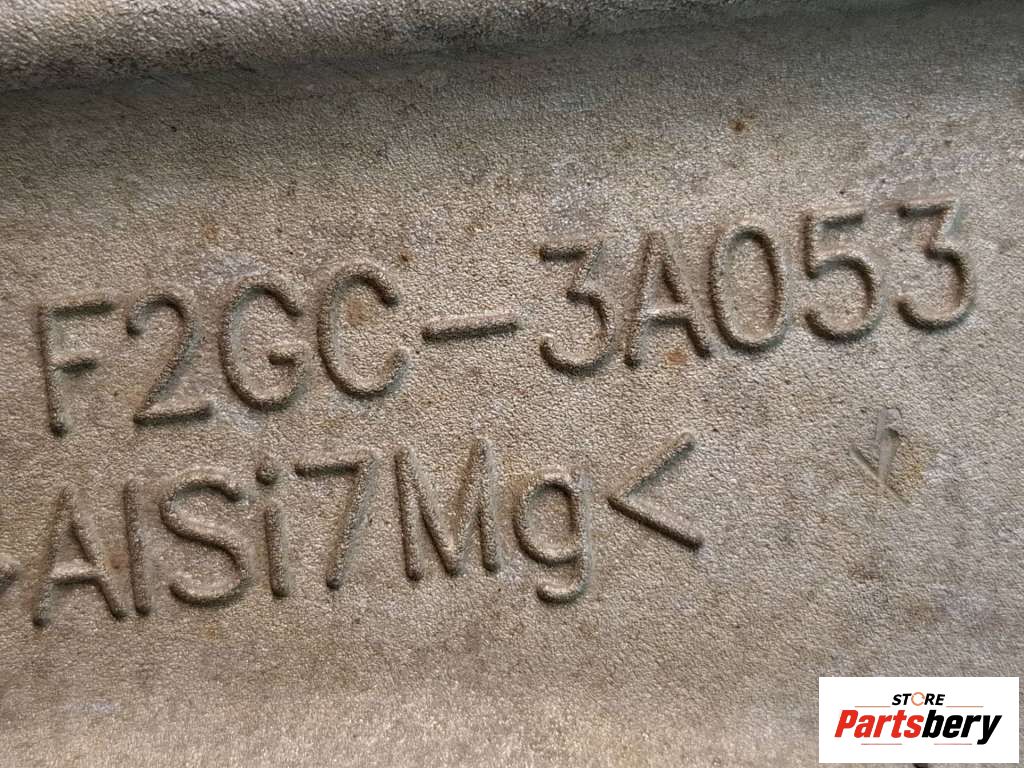 F2GC-3A053
>AlSi7Mg<
STORE
Partsbery